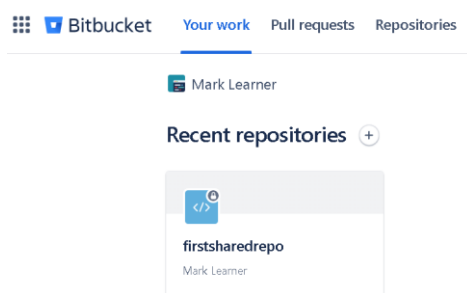 Bitbucket Your work Pull requests Repositories
Mark Learner
Recent repositories +
</>
firstsharedrepo
Mark Learner